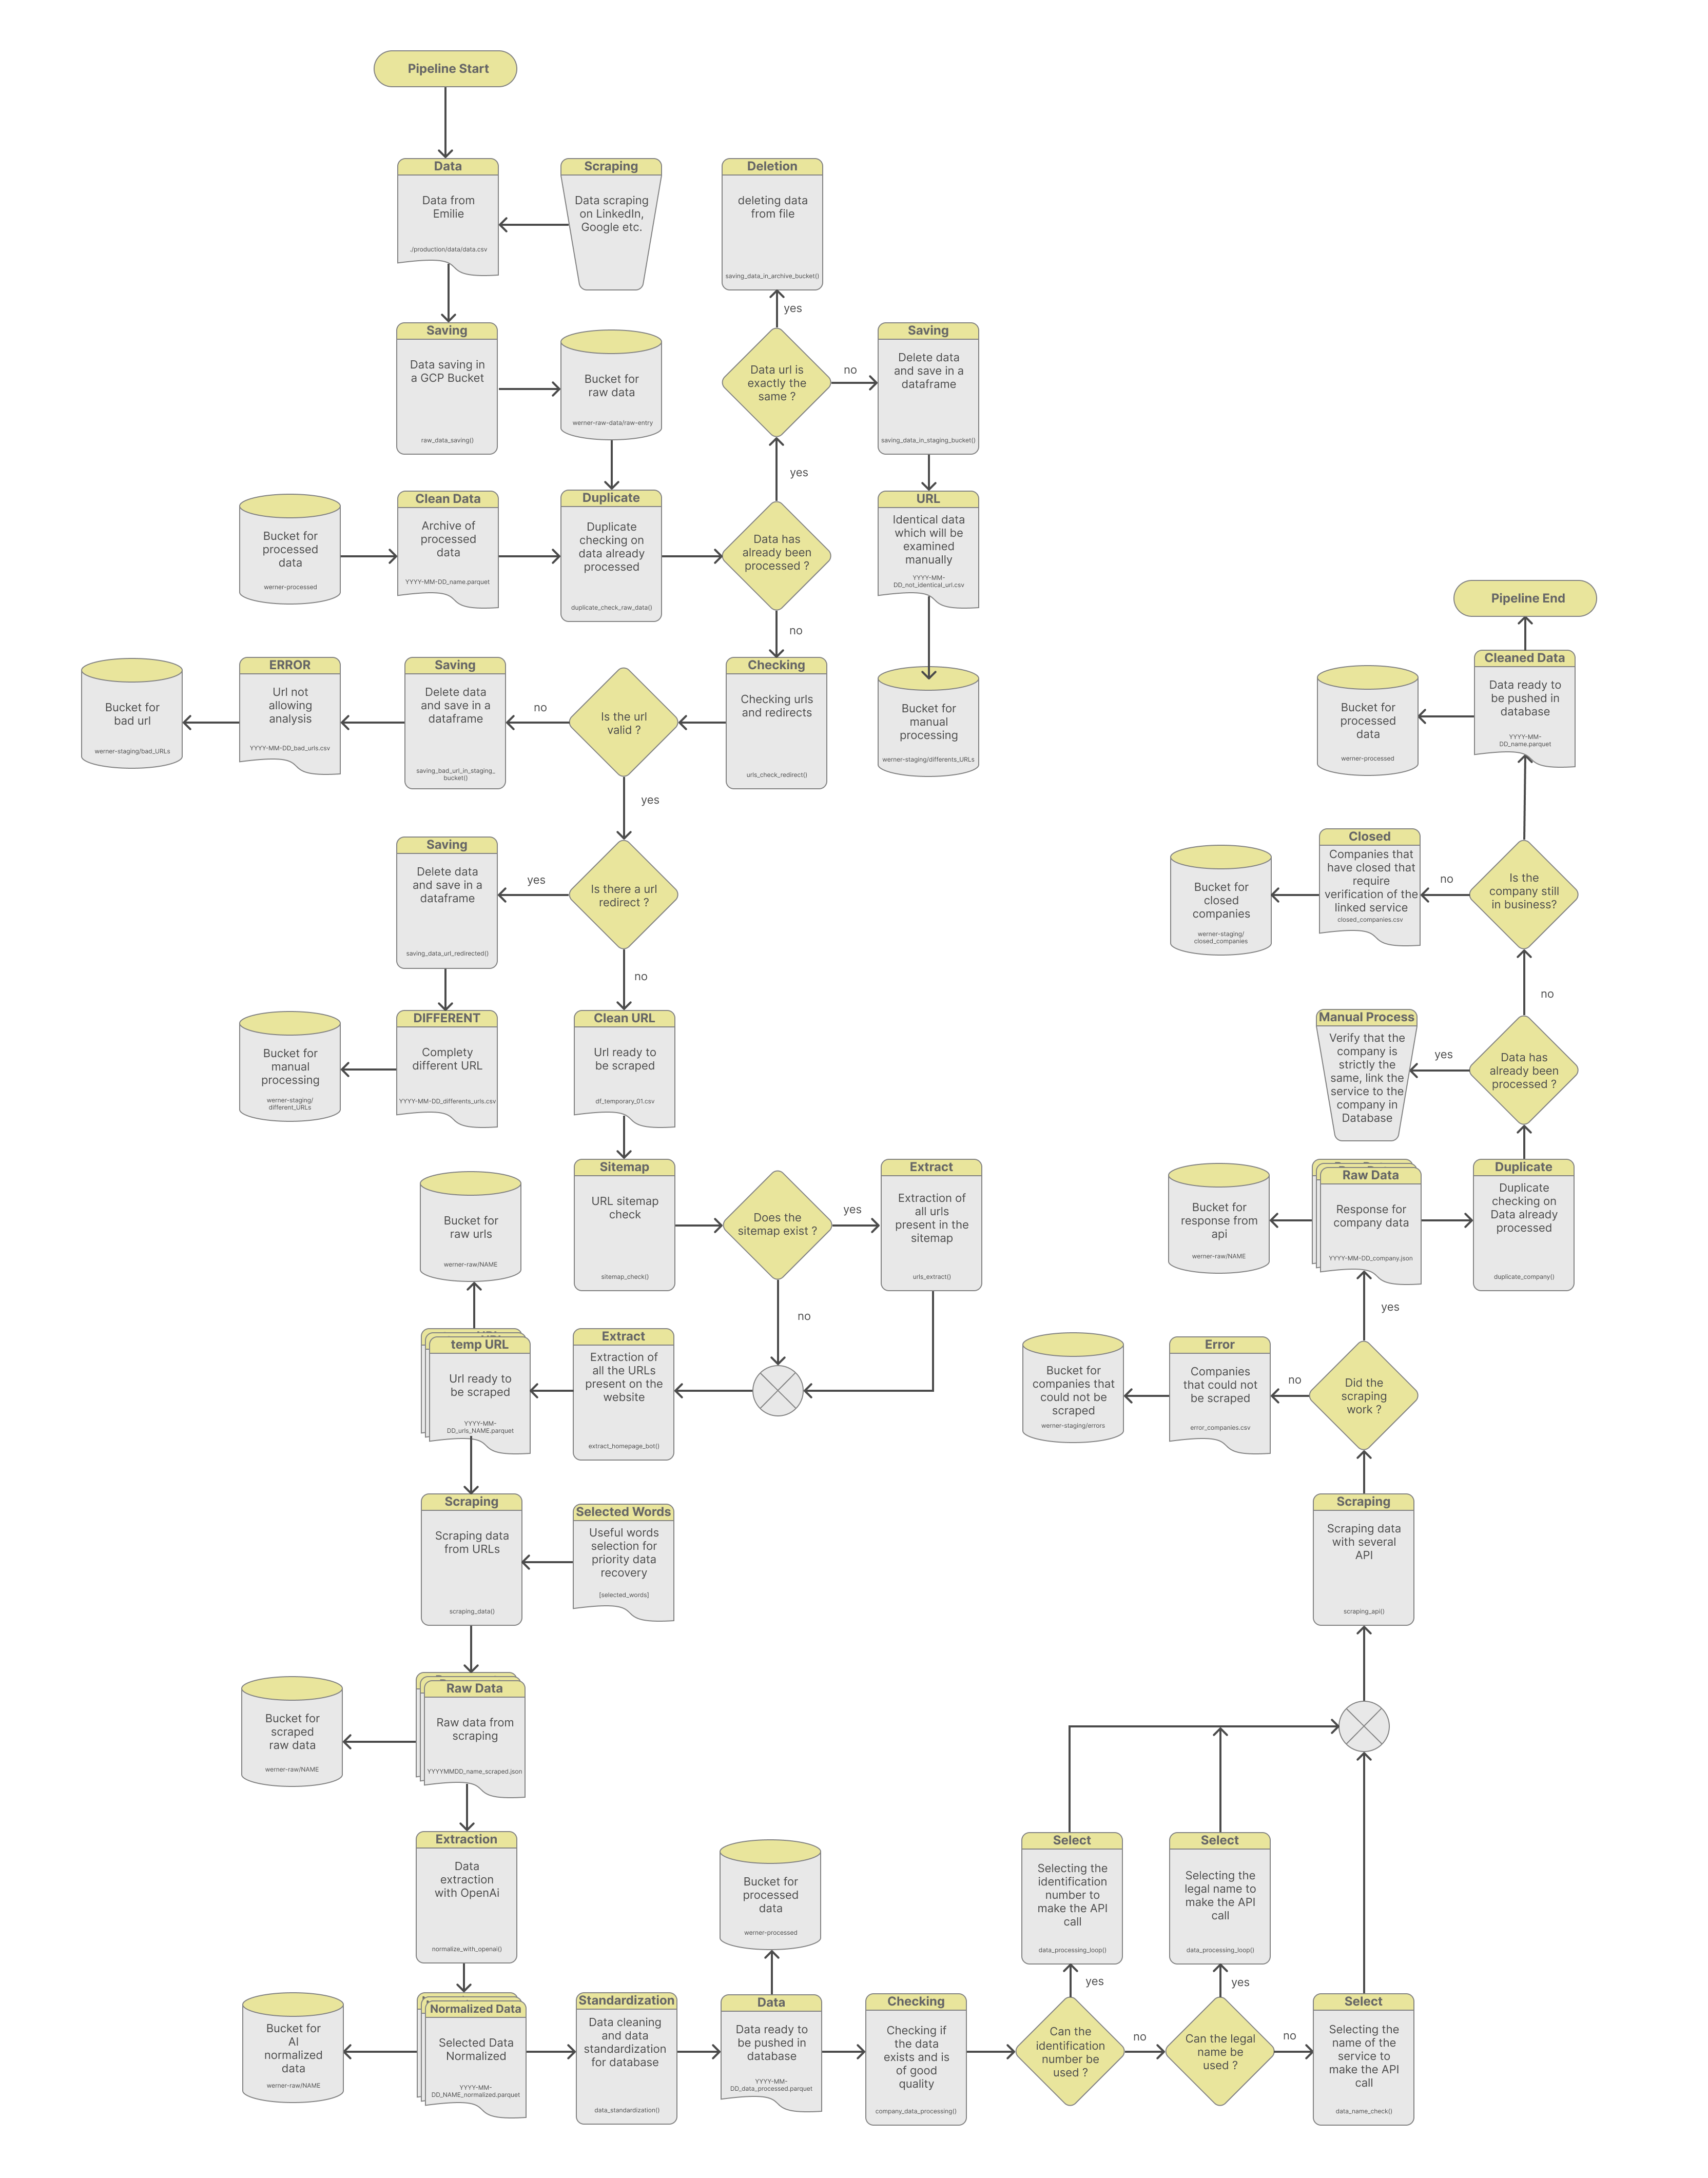 Pipeline Start
Data
Data from
Emilie
./production/data/data.csv
Scraping
Data scraping
on LinkedIn,
Google etc.
Deletion
deleting data
from file
saving_data_in_archive_bucket()
yes
Saving
Data saving in
a GCP Bucket
raw_data_saving()
Bucket for
raw data
werner-raw-data/raw-entry
Data url is
exactly the
same ?
no
Saving
Delete data
and save in a
dataframe
saving_data_in_staging_bucket()
yes
Bucket for
processed
data
werner-processed
Clean Data
Archive of
processed
data
YYYY-MM-DD_name.parquet
Duplicate
Duplicate
checking on
data already
processed
duplicate_check_raw_data()
Data has
already been
processed ?
URL
Identical data
which will be
examined
manually
YYYY-MM-
DD_not_identical_url.csv
no
Bucket for
bad url
werner-staging/bad_URLs
ERROR
Url not
allowing
analysis
YYYY-MM-DD_bad_urls.csv
Saving
Delete data
and save in a
dataframe
saving_bad_url_in_staging_
bucket()
no
Is the url
valid ?
Checking
Checking urls
and redirects
urls_check_redirect()
Bucket for
manual
processing
werner-staging/differents_URLs
yes
Saving
Delete data
and save in a
dataframe
saving_data_url_redirected()
yes
Is there a url
redirect ?
no
Bucket for
manual
processing
werner-staging/
different_URLs
DIFFERENT
Complety
different URL
YYYY-MM-DD_differents_urls.csv
Clean URL
Url ready to
be scraped
df_temporary_01.csv
Sitemap
URL sitemap
check
sitemap_check()
Does the
sitemap exist ?
yes
Extract
Extraction of
all urls
present in the
sitemap
urls_extract()
no
Bucket for
raw urls
werner-raw/NAME
temp URL
Url ready to
be scraped
YYYY-MM-
DD_urls_NAME.parquet
Extract
Extraction of
all the URLs
present on the
website
extract_homepage_bot()
Scraping
Scraping data
from URLs
scraping_data()
Selected Words
Useful words
selection for
priority data
recovery
[selected_words]
Bucket for
scraped
raw data
werner-raw/NAME
Raw Data
Raw data from
scraping
YYYYMMDD_name_scraped.json
Extraction
Data
extraction
with OpenAi
normalize_with_openai()
Bucket for
AI
normalized
data
werner-raw/NAME
Normalized Data
Selected Data
Normalized
YYYY-MM-
DD_NAME_normalized.parquet
Standardization
Data cleaning
and data
standardization
for database
data_standardization()
Bucket for
processed
data
werner-processed
Data
Data ready to
be pushed in
database
YYYY-MM-
DD_data_processed.parquet
Checking
Checking if
the data
exists and is
of good
quality
company_data_processing()
Can the
identification
number be
used ?
yes
Select
Selecting the
identification
number to
make the API
call
data_processing_loop()
no
Can the legal
name be
used ?
yes
Select
Selecting the
legal name to
make the API
call
data_processing_loop()
no
Select
Selecting the
name of the
service to
make the API
call
data_name_check()
Scraping
Scraping data
with several
API
scraping_api()
Did the
scraping
work ?
no
Error
Companies
that could not
be scraped
error_companies.csv
Bucket for
companies that
could not be
scraped
werner-staging/errors
yes
Raw Data
Response for
company data
YYYY-MM-DD_company.json
Bucket for
response from
api
werner-raw/NAME
Duplicate
Duplicate
checking on
Data already
processed
duplicate_company()
Data has
already been
processed ?
yes
Manual Process
Verify that the
company is
strictly the
same, link the
service to the
company in
Database
no
Is the
company still
in business?
no
Closed
Companies that
have closed that
require
verification of the
linked service
closed_companies.csv
Bucket for
closed
companies
werner-staging/
closed_companies
Cleaned Data
Data ready to
be pushed in
database
YYYY-MM-
DD_name.parquet
Bucket for
processed
data
werner-processed
Pipeline End